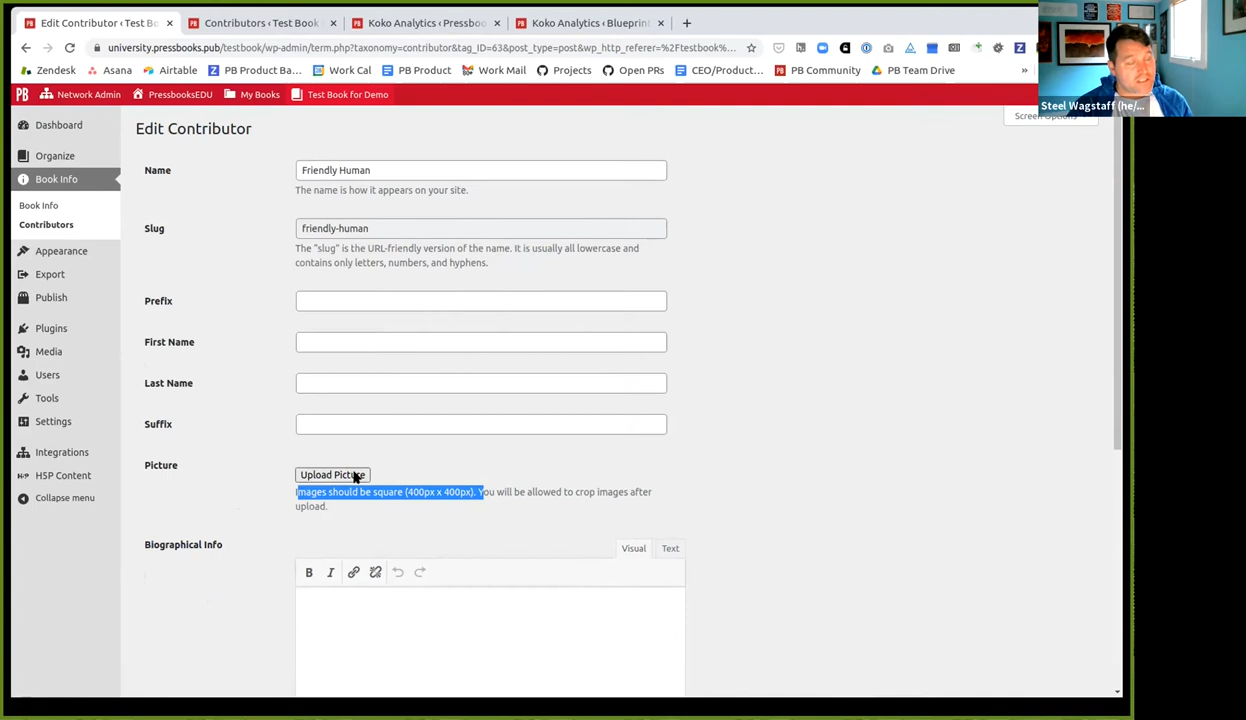 Edit Contributor ‹ Test Bo
Contributors ‹ Test Book
Koko Analytics ‹ Pressboo
Koko Analytics ‹ Blueprin
university.pressbooks.pub/testbook/wp-admin/term.php?taxonomy=contributor&tag_ID=63&post_type=post&wp_http_referer=%2Ftestbook%...
Zendesk Asana Airtable PB Product Ba... Work Cal PB Product Work Mail Projects Open PRs CEO/Product... PB Community PB Team Drive »
PB Network Admin PressbooksEDU My Books Test Book for Demo
Steel Wagstaff (he/...
Screen Options
Dashboard
Organize
Book Info
Book Info
Contributors
Appearance
Export
Publish
Plugins
Media
Users
Tools
Settings
Integrations
H5P Content
Collapse menu
Edit Contributor
Name
Friendly Human
The name is how it appears on your site.
Slug
friendly-human
The "slug" is the URL-friendly version of the name. It is usually all lowercase and
contains only letters, numbers, and hyphens.
Prefix
First Name
Last Name
Suffix
Picture
Upload Picture
Images should be square (400px x 400px). You will be allowed to crop images after
upload.
Biographical Info
Visual Text
B I